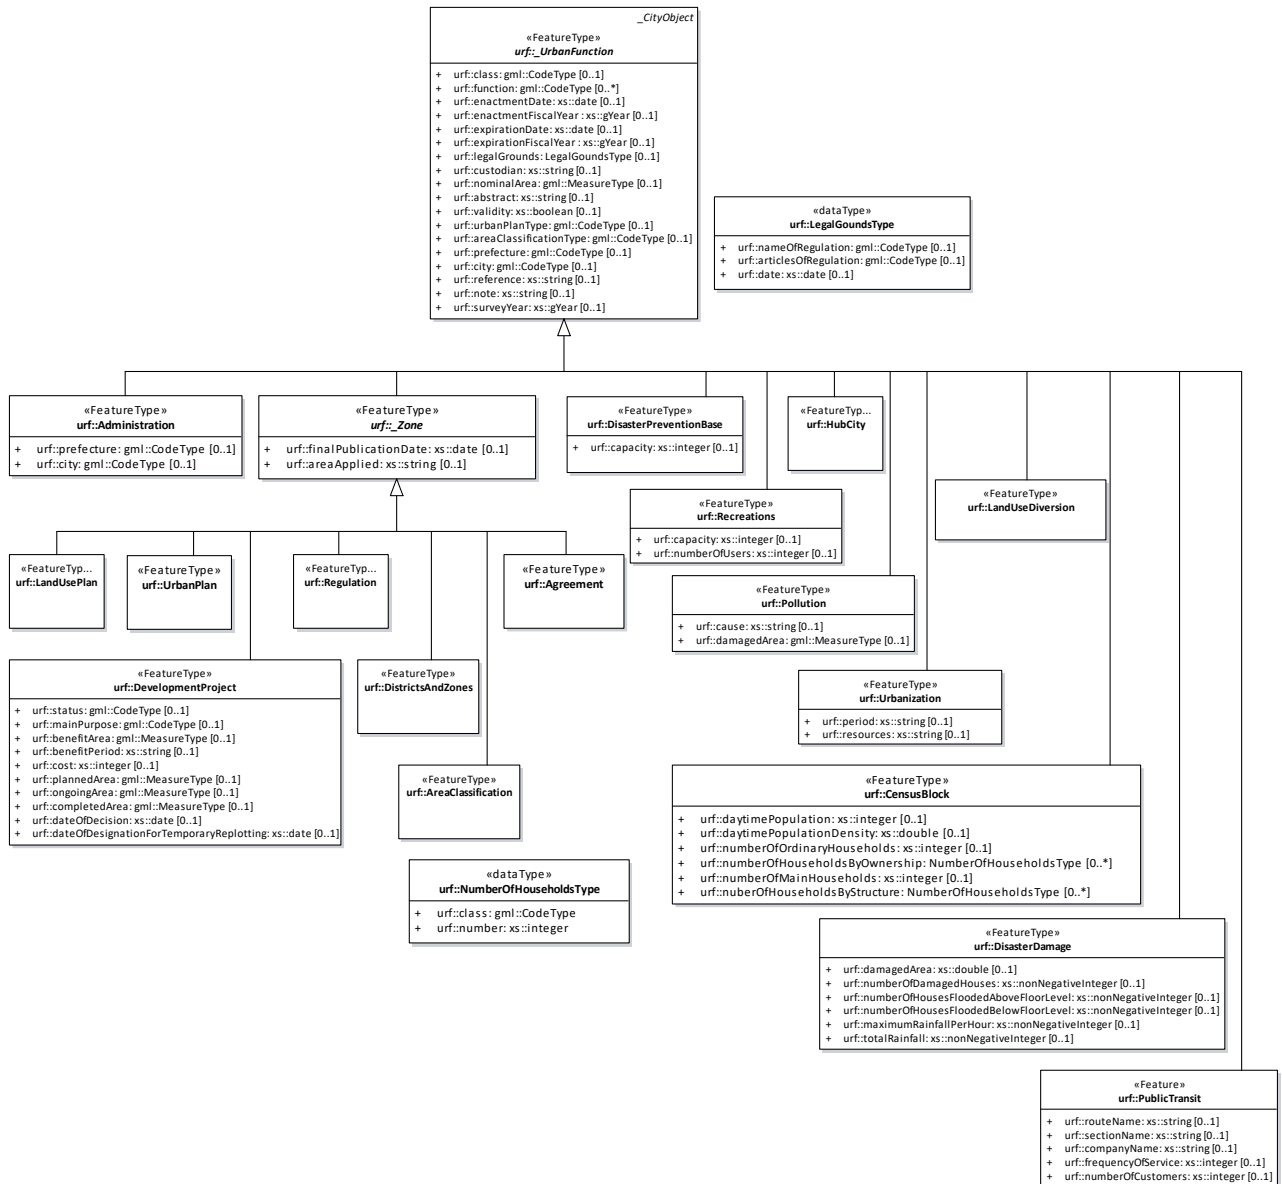 _CityObject
«FeatureType»
urf::_UrbanFunction
+ urf::class: gml::CodeType [0..1]
+ urf::function: gml::CodeType [0..*]
+ urf::enactmentDate: xs::date [0..1]
+ urf::enactmentFiscalYear : xs::gYear [0..1]
+ urf::expirationDate: xs::date [0..1]
+ urf::expirationFiscalYear : xs::gYear [0..1]
+ urf::legalGrounds: LegalGoundsType [0..1]
+ urf::custodian: xs::string [0..1]
+ urf::nominalArea: gml::MeasureType [0..1]
+ urf::abstract: xs::string [0..1]
+ urf::validity: xs::boolean [0..1]
+ urf::urbanPlanType: gml::CodeType [0..1]
+ urf::areaClassificationType: gml::CodeType [0..1]
+ urf::prefecture: gml::CodeType [0..1]
+ urf::city: gml::CodeType [0..1]
+ urf::reference: xs::string [0..1]
+ urf::note: xs::string [0..1]
+ urf::surveyYear: xs::gYear [0..1]
«dataType»
urf::LegalGoundsType
+ urf::nameOfRegulation: gml::CodeType [0..1]
+ urf::articlesOfRegulation: gml::CodeType [0..1]
+ urf::date: xs::date [0..1]
«FeatureType»
urf::Administration
+ urf::prefecture: gml::CodeType [0..1]
+ urf::city: gml::CodeType [0..1]
«FeatureType»
urf::_Zone
+ urf::finalPublicationDate: xs::date [0..1]
+ urf::areaApplied: xs::string [0..1]
«FeatureType»
urf::DisasterPreventionBase
+ urf::capacity: xs::integer [0..1]
«FeatureTyp...
urf::HubCity
«FeatureType»
urf::LandUseDiversion
«FeatureType»
urf::Recreations
+ urf::capacity: xs::integer [0..1]
+ urf::numberOfUsers: xs::integer [0..1]
«FeatureTyp...
urf::LandUsePlan
«FeatureType»
urf::UrbanPlan
«FeatureTyp...
urf::Regulation
«FeatureType»
urf::Agreement
«FeatureType»
urf::Pollution
+ urf::cause: xs::string [0..1]
+ urf::damagedArea: gml::MeasureType [0..1]
«FeatureType»
urf::DevelopmentProject
+ urf::status: gml::CodeType [0..1]
+ urf::mainPurpose: gml::CodeType [0..1]
+ urf::benefitArea: gml::MeasureType [0..1]
+ urf::benefitPeriod: xs::string [0..1]
+ urf::cost: xs::integer [0..1]
+ urf::plannedArea: gml::MeasureType [0..1]
+ urf::ongoingArea: gml::MeasureType [0..1]
+ urf::completedArea: gml::MeasureType [0..1]
+ urf::dateOfDecision: xs::date [0..1]
+ urf::dateOfDesignationForTemporaryReplotting: xs::date [0..1]
«FeatureType»
urf::DistrictsAndZones
«FeatureType»
urf::Urbanization
+ urf::period: xs::string [0..1]
+ urf::resources: xs::string [0..1]
«FeatureType»
urf::AreaClassification
«FeatureType»
urf::CensusBlock
+ urf::daytimePopulation: xs::integer [0..1]
+ urf::daytimePopulationDensity: xs::double [0..1]
+ urf::numberOfOrdinaryHouseholds: xs::integer [0..1]
+ urf::numberOfHouseholdsByOwnership: NumberOfHouseholdsType [0..*]
+ urf::numberOfMainHouseholds: xs::integer [0..1]
+ urf::nuberOfHouseholdsByStructure: NumberOfHouseholdsType [0..*]
«dataType»
urf::NumberOfHouseholdsType
+ urf::class: gml::CodeType
+ urf::number: xs::integer
«FeatureType»
urf::DisasterDamage
+ urf::damagedArea: xs::double [0..1]
+ urf::numberOfDamagedHouses: xs::nonNegativeInteger [0..1]
+ urf::numberOfHousesFloodedAboveFloorLevel: xs::nonNegativeInteger [0..1]
+ urf::numberOfHousesFloodedBelowFloorLevel: xs::nonNegativeInteger [0..1]
+ urf::maximumRainfallPerHour: xs::nonNegativeInteger [0..1]
+ urf::totalRainfall: xs::nonNegativeInteger [0..1]
«Feature»
urf::PublicTransit
+ urf::routeName: xs::string [0..1]
+ urf::sectionName: xs::string [0..1]
+ urf::companyName: xs::string [0..1]
+ urf::frequencyOfService: xs::integer [0..1]
+ urf::numberOfCustomers: xs::integer [0..1]